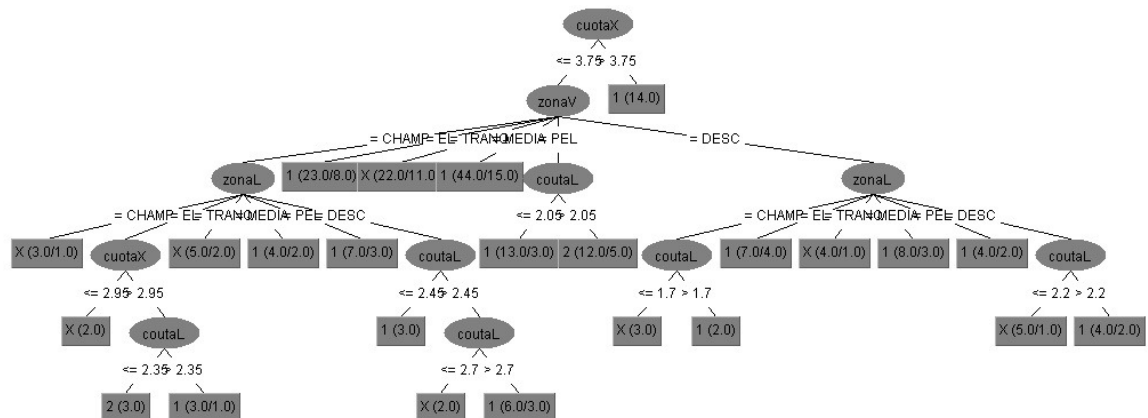 cuotaX
<= 3.75 > 3.75
zonaV 1 (14.0)
= CHAMP = EL = TRANQ = MEDIA = PEL = DESC
zonaL 1 (23.0/8.0) X (22.0/11.0) 1 (44.0/15.0) coutaL zonaL
= CHAMP = EL = TRANQ = MEDIA = PEL = DESC <= 2.05 > 2.05 = CHAMP = EL = TRANQ = MEDIA = PEL = DESC
X (3.0/1.0) cuotaX X (5.0/2.0) 1 (4.0/2.0) 1 (7.0/3.0) coutaL 1 (13.0/3.0) 2 (12.0/5.0) coutaL 1 (7.0/4.0) X (4.0/1.0) 1 (8.0/3.0) 1 (4.0/2.0) coutaL
<= 2.95 > 2.95 <= 2.45 > 2.45 <= 1.7 > 1.7 <= 2.2 > 2.2
X (2.0) coutaL 1 (3.0) coutaL X (3.0) 1 (2.0) X (5.0/1.0) 1 (4.0/2.0)
<= 2.35 > 2.35 <= 2.7 > 2.7
2 (3.0) 1 (3.0/1.0) X (2.0) 1 (6.0/3.0)